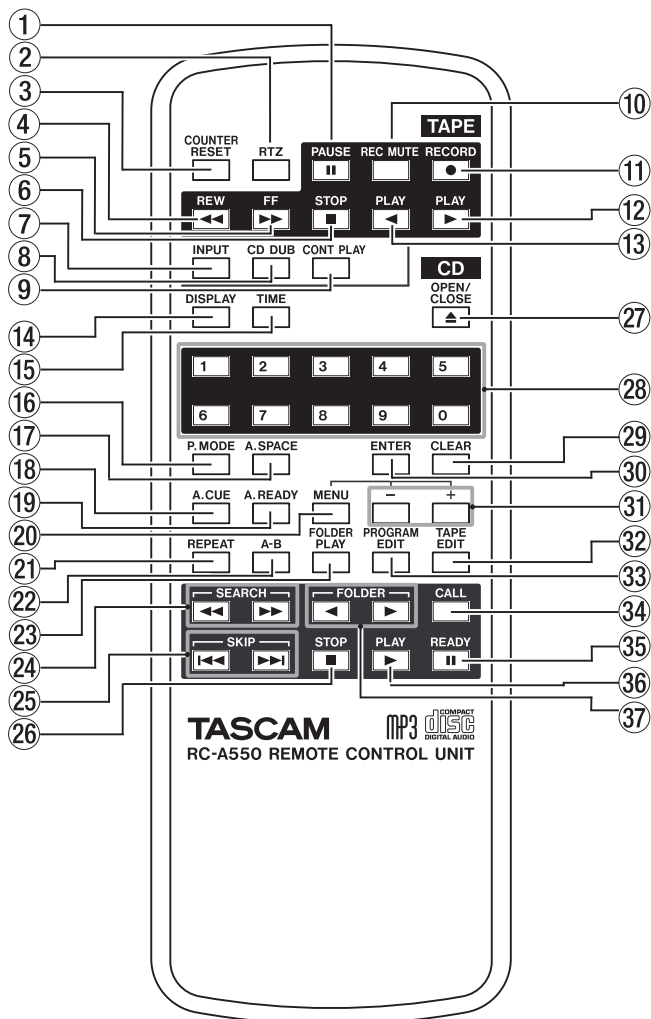 1
2
3
4
5
6
7
8
9
10
11
12
13
14
15
16
17
18
19
20
21
22
23
24
25
26
27
28
29
30
31
32
33
34
35
36
37
TAPE
COUNTER RESET RTZ PAUSE REC MUTE RECORD
REW FF STOP PLAY PLAY
INPUT CD DUB CONT PLAY
CD
DISPLAY TIME OPEN/CLOSE
1 2 3 4 5
6 7 8 9 0
P.MODE A.SPACE ENTER CLEAR
A.CUE A.READY MENU - +
REPEAT A-B FOLDER PLAY PROGRAM EDIT TAPE EDIT
SEARCH FOLDER CALL
SKIP STOP PLAY READY
TASCAM MP3 COMPACT disc DIGITAL AUDIO
RC-A550 REMOTE CONTROL UNIT